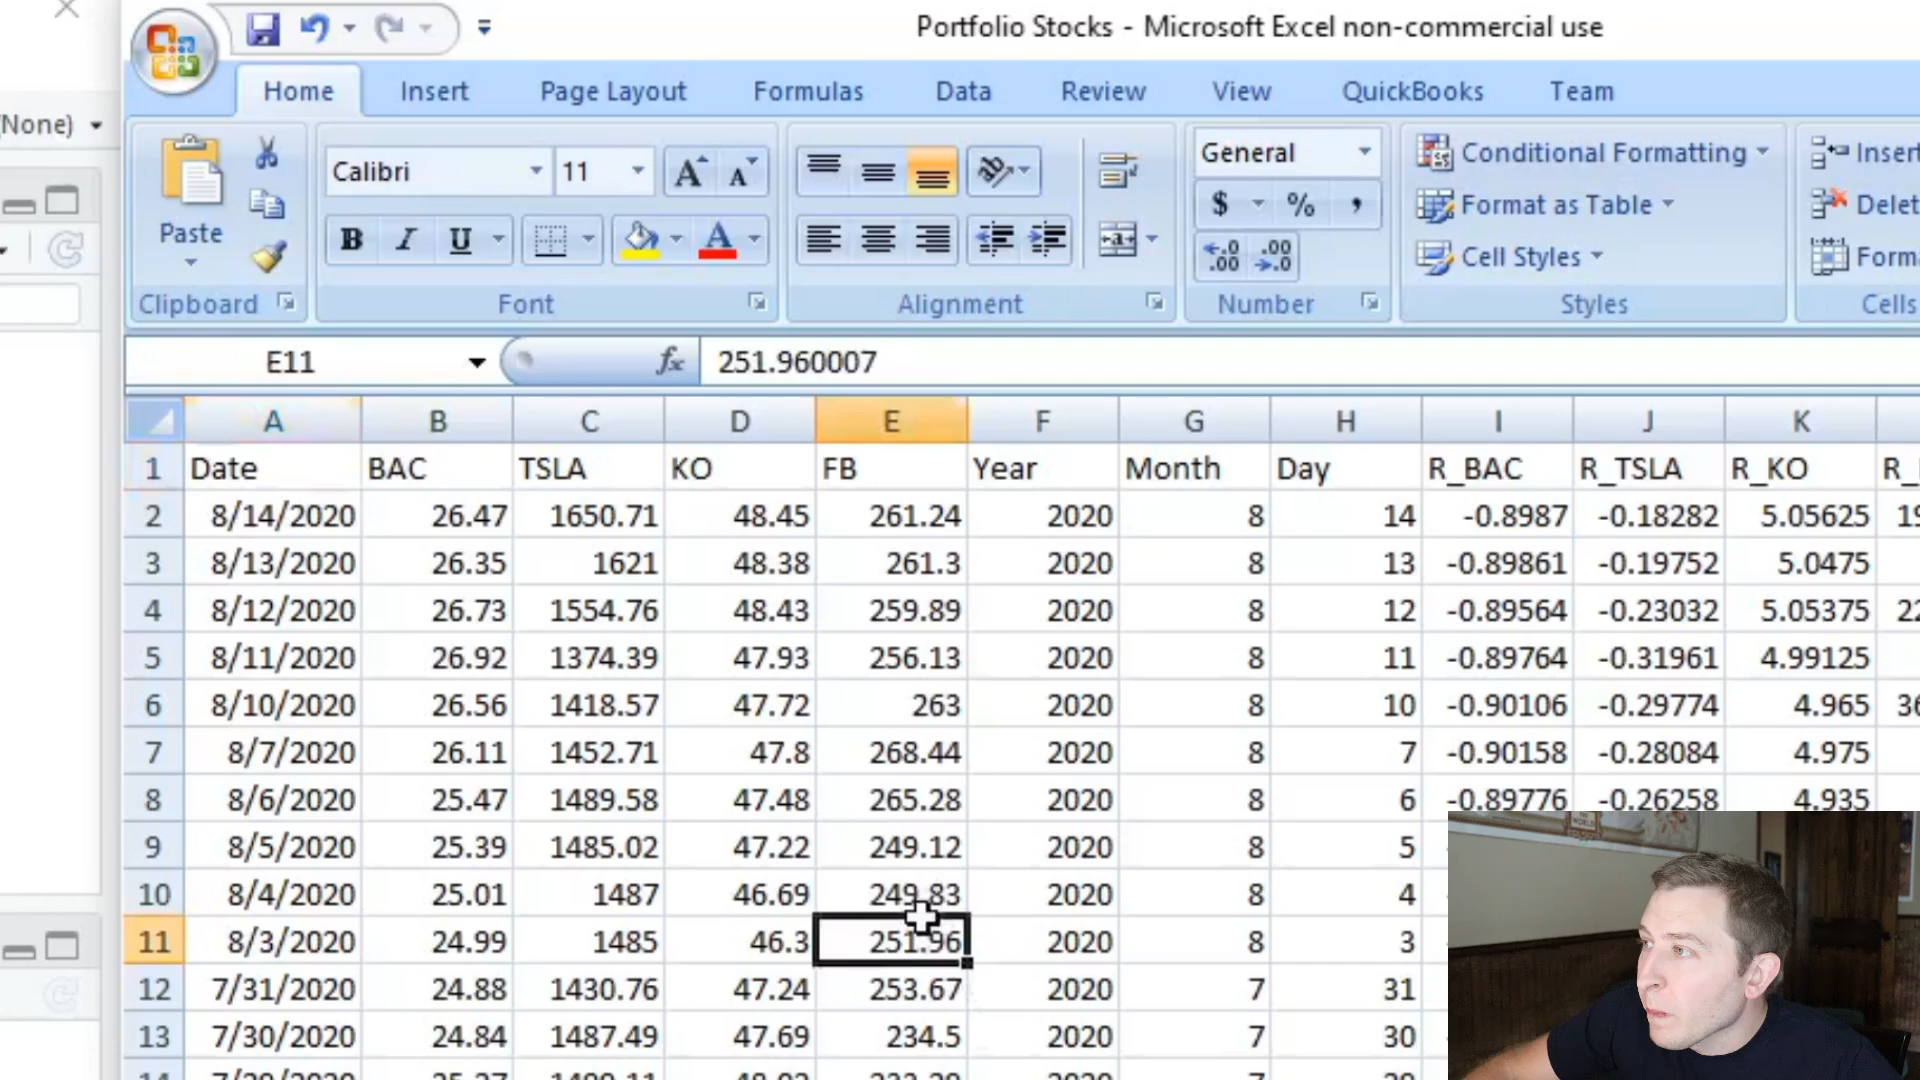 Portfolio Stocks - Microsoft Excel non-commercial use
Home Insert Page Layout Formulas Data Review View QuickBooks Team
(None)
Calibri 11 General Conditional Formatting Insert
$ % , Format as Table
Paste B I U A Cell Styles
Clipboard Font Alignment Number Styles Cells
E11 fx 251.960007
A B C D E F G H I J K
1 Date BAC TSLA KO FB Year Month Day R_BAC R_TSLA R_KO
2 8/14/2020 26.47 1650.71 48.45 261.24 2020 8 14 -0.8987 -0.18282 5.05625
3 8/13/2020 26.35 1621 48.38 261.3 2020 8 13 -0.89861 -0.19752 5.0475
4 8/12/2020 26.73 1554.76 48.43 259.89 2020 8 12 -0.89564 -0.23032 5.05375
5 8/11/2020 26.92 1374.39 47.93 256.13 2020 8 11 -0.89764 -0.31961 4.99125
6 8/10/2020 26.56 1418.57 47.72 263 2020 8 10 -0.90106 -0.29774 4.965
7 8/7/2020 26.11 1452.71 47.8 268.44 2020 8 7 -0.90158 -0.28084 4.975
8 8/6/2020 25.47 1489.58 47.48 265.28 2020 8 6 -0.89776 -0.26258 4.935
9 8/5/2020 25.39 1485.02 47.22 249.12 2020 8 5
10 8/4/2020 25.01 1487 46.69 249.83 2020 8 4
11 8/3/2020 24.99 1485 46.3 251.96 2020 8 3
12 7/31/2020 24.88 1430.76 47.24 253.67 2020 7 31
13 7/30/2020 24.84 1487.49 47.69 234.5 2020 7 30